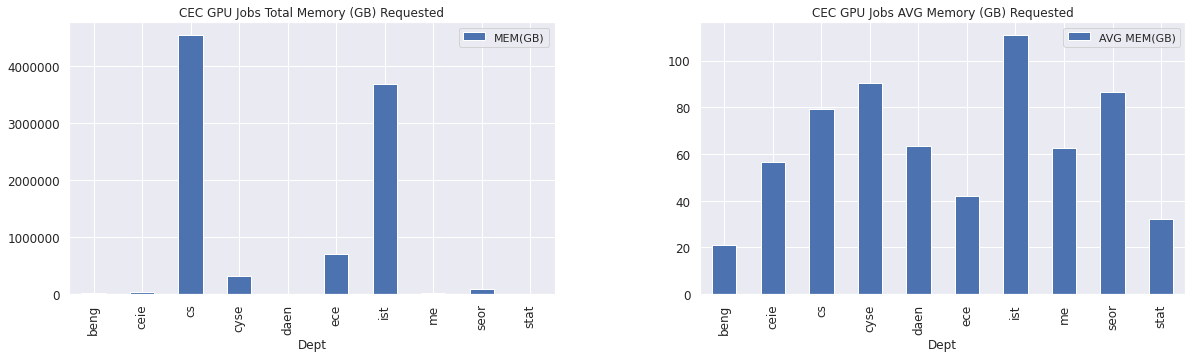 CEC GPU Jobs Total Memory (GB) Requested
MEM(GB)
4000000
3000000
2000000
1000000
0
beng
ceie
cs
cyse
daen
ece
ist
me
seor
stat
Dept
CEC GPU Jobs AVG Memory (GB) Requested
AVG MEM(GB)
100
80
60
40
20
0
beng
ceie
cs
cyse
daen
ece
ist
me
seor
stat
Dept